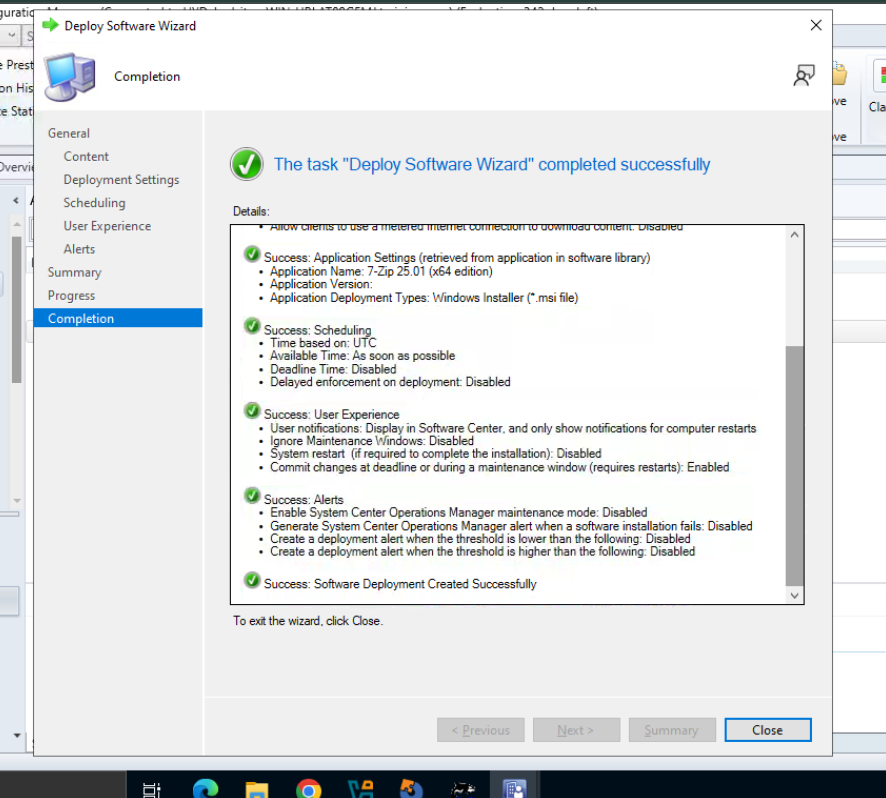 Deploy Software Wizard
Completion
General
Content
Deployment Settings
Scheduling
User Experience
Alerts
Summary
Progress
Completion
The task "Deploy Software Wizard" completed successfully
Details:
• Allow clients to use a metered Internet connection to download content: Disabled
Success: Application Settings (retrieved from application in software library)
• Application Name: 7-Zip 25.01 (x64 edition)
• Application Version:
• Application Deployment Types: Windows Installer (*.msi file)
Success: Scheduling
• Time based on: UTC
• Available Time: As soon as possible
• Deadline Time: Disabled
• Delayed enforcement on deployment: Disabled
Success: User Experience
• User notifications: Display in Software Center, and only show notifications for computer restarts
• Ignore Maintenance Windows: Disabled
• System restart  (if required to complete the installation): Disabled
• Commit changes at deadline or during a maintenance window (requires restarts): Enabled
Success: Alerts
• Enable System Center Operations Manager maintenance mode: Disabled
• Generate System Center Operations Manager alert when a software installation fails: Disabled
• Create a deployment alert when the threshold is lower than the following: Disabled
• Create a deployment alert when the threshold is higher than the following: Disabled
Success: Software Deployment Created Successfully
To exit the wizard, click Close.
< Previous
Next >
Summary
Close